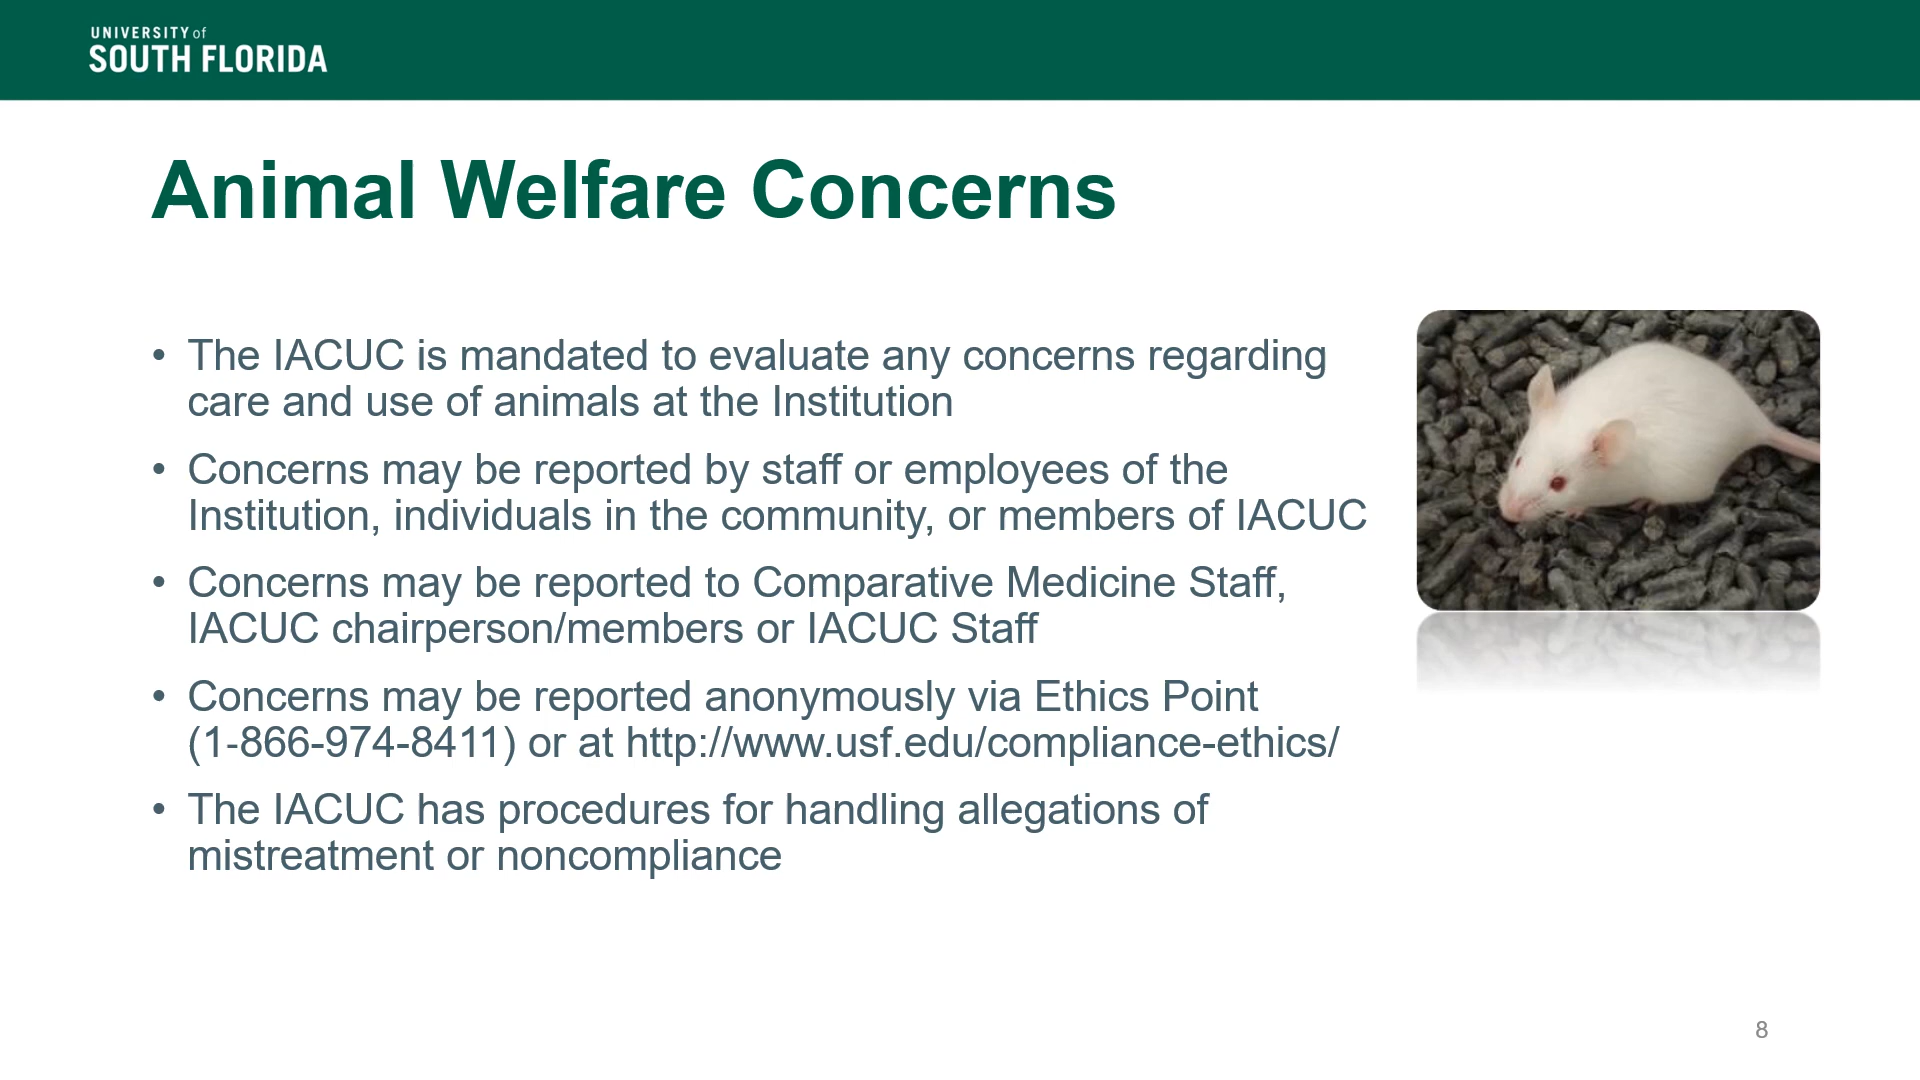 UNIVERSITY of
SOUTH FLORIDA
Animal Welfare Concerns
• The IACUC is mandated to evaluate any concerns regarding
care and use of animals at the Institution
• Concerns may be reported by staff or employees of the
Institution, individuals in the community, or members of IACUC
• Concerns may be reported to Comparative Medicine Staff,
IACUC chairperson/members or IACUC Staff
• Concerns may be reported anonymously via Ethics Point
(1-866-974-8411) or at http://www.usf.edu/compliance-ethics/
• The IACUC has procedures for handling allegations of
mistreatment or noncompliance
8